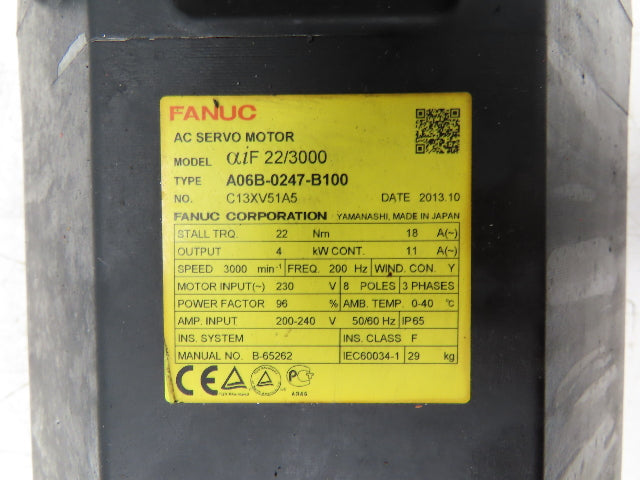 FANUC
AC SERVO MOTOR
MODEL αiF 22/3000
TYPE A06B-0247-B100
NO. C13XV51A5 DATE 2013.10
FANUC CORPORATION YAMANASHI, MADE IN JAPAN
STALL TRQ. 22 Nm 18 A(~)
OUTPUT 4 kW CONT. 11 A(~)
SPEED 3000 min⁻¹ FREQ. 200 Hz WIND. CON. Y
MOTOR INPUT(~) 230 V 8 POLES 3 PHASES
POWER FACTOR 96 % AMB. TEMP. 0-40 ℃
AMP. INPUT 200-240 V 50/60 Hz IP65
INS. SYSTEM INS. CLASS F
MANUAL NO. B-65262 IEC60034-1 29 kg
CE